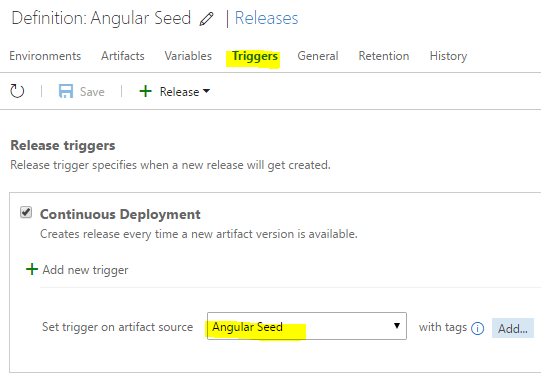 Definition: Angular Seed | Releases
Environments Artifacts Variables Triggers General Retention History
Save + Release
Release triggers
Release trigger specifies when a new release will get created.
Continuous Deployment
Creates release every time a new artifact version is available.
+ Add new trigger
Set trigger on artifact source Angular Seed with tags i Add...